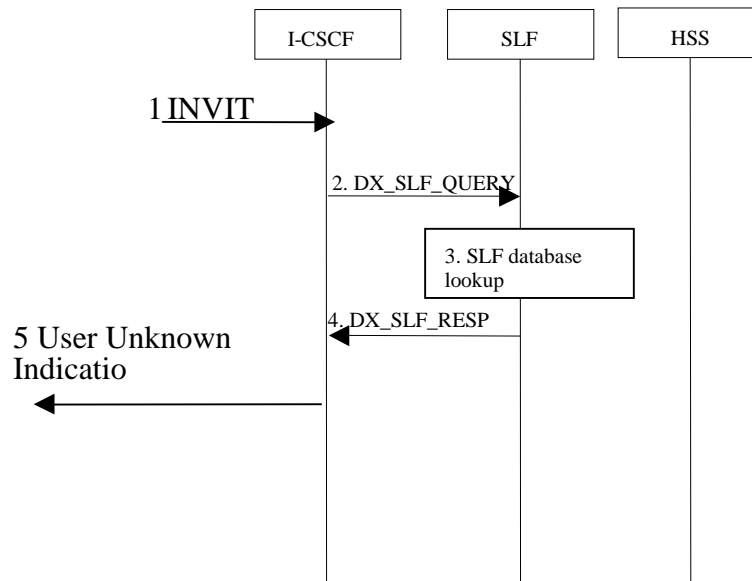 I-CSCF
SLF
HSS
1 INVIT
2. DX_SLF_QUERY
3. SLF database
lookup
4. DX_SLF_RESP
5 User Unknown
Indicatio